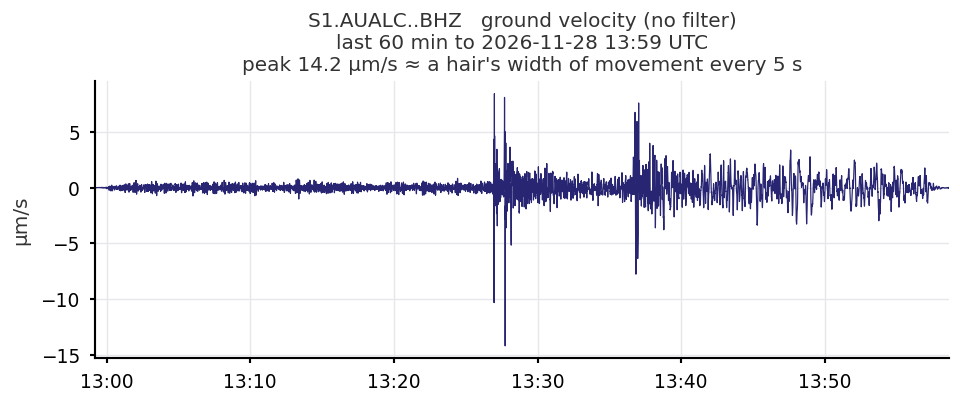 S1.AUALC..BHZ   ground velocity (no filter)
last 60 min to 2026-11-28 13:59 UTC
peak 14.2 µm/s ≈ a hair's width of movement every 5 s
µm/s
5
0
−5
−10
−15
13:00 13:10 13:20 13:30 13:40 13:50